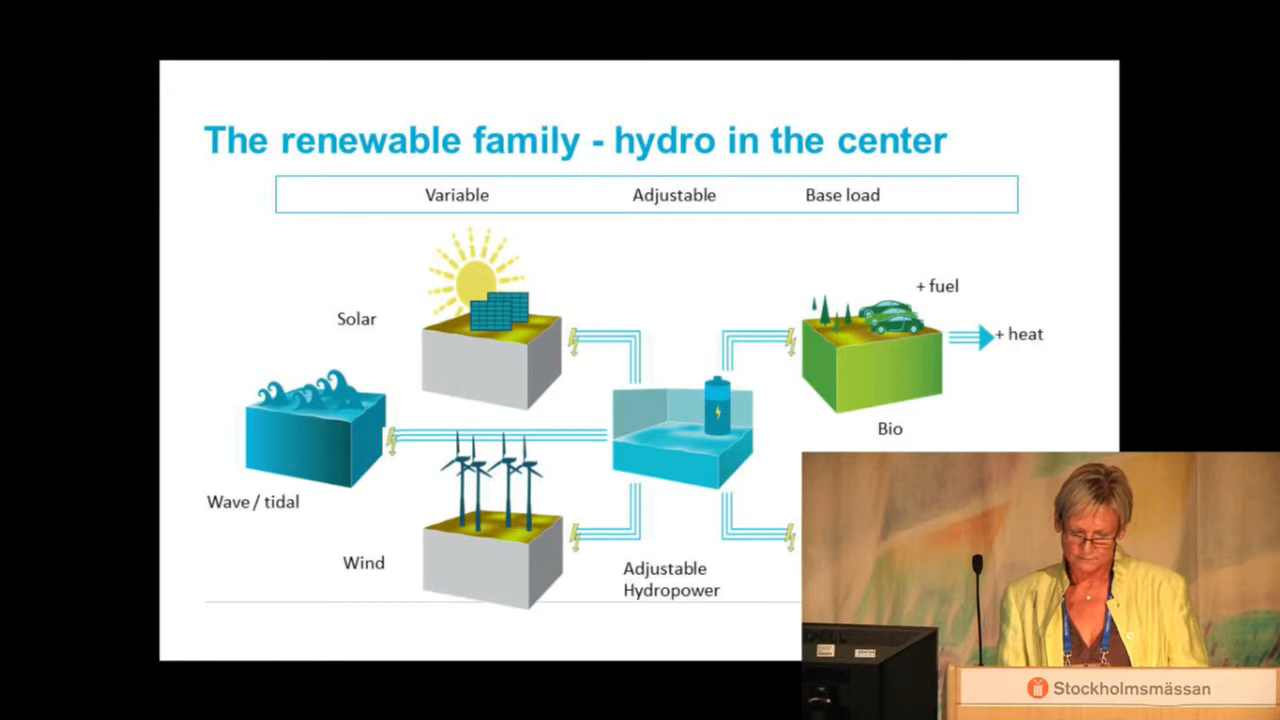 The renewable family - hydro in the center
Variable Adjustable Base load
+ fuel
Solar
+ heat
Bio
Wave / tidal
Wind
Adjustable
Hydropower
Stockholmsmässan